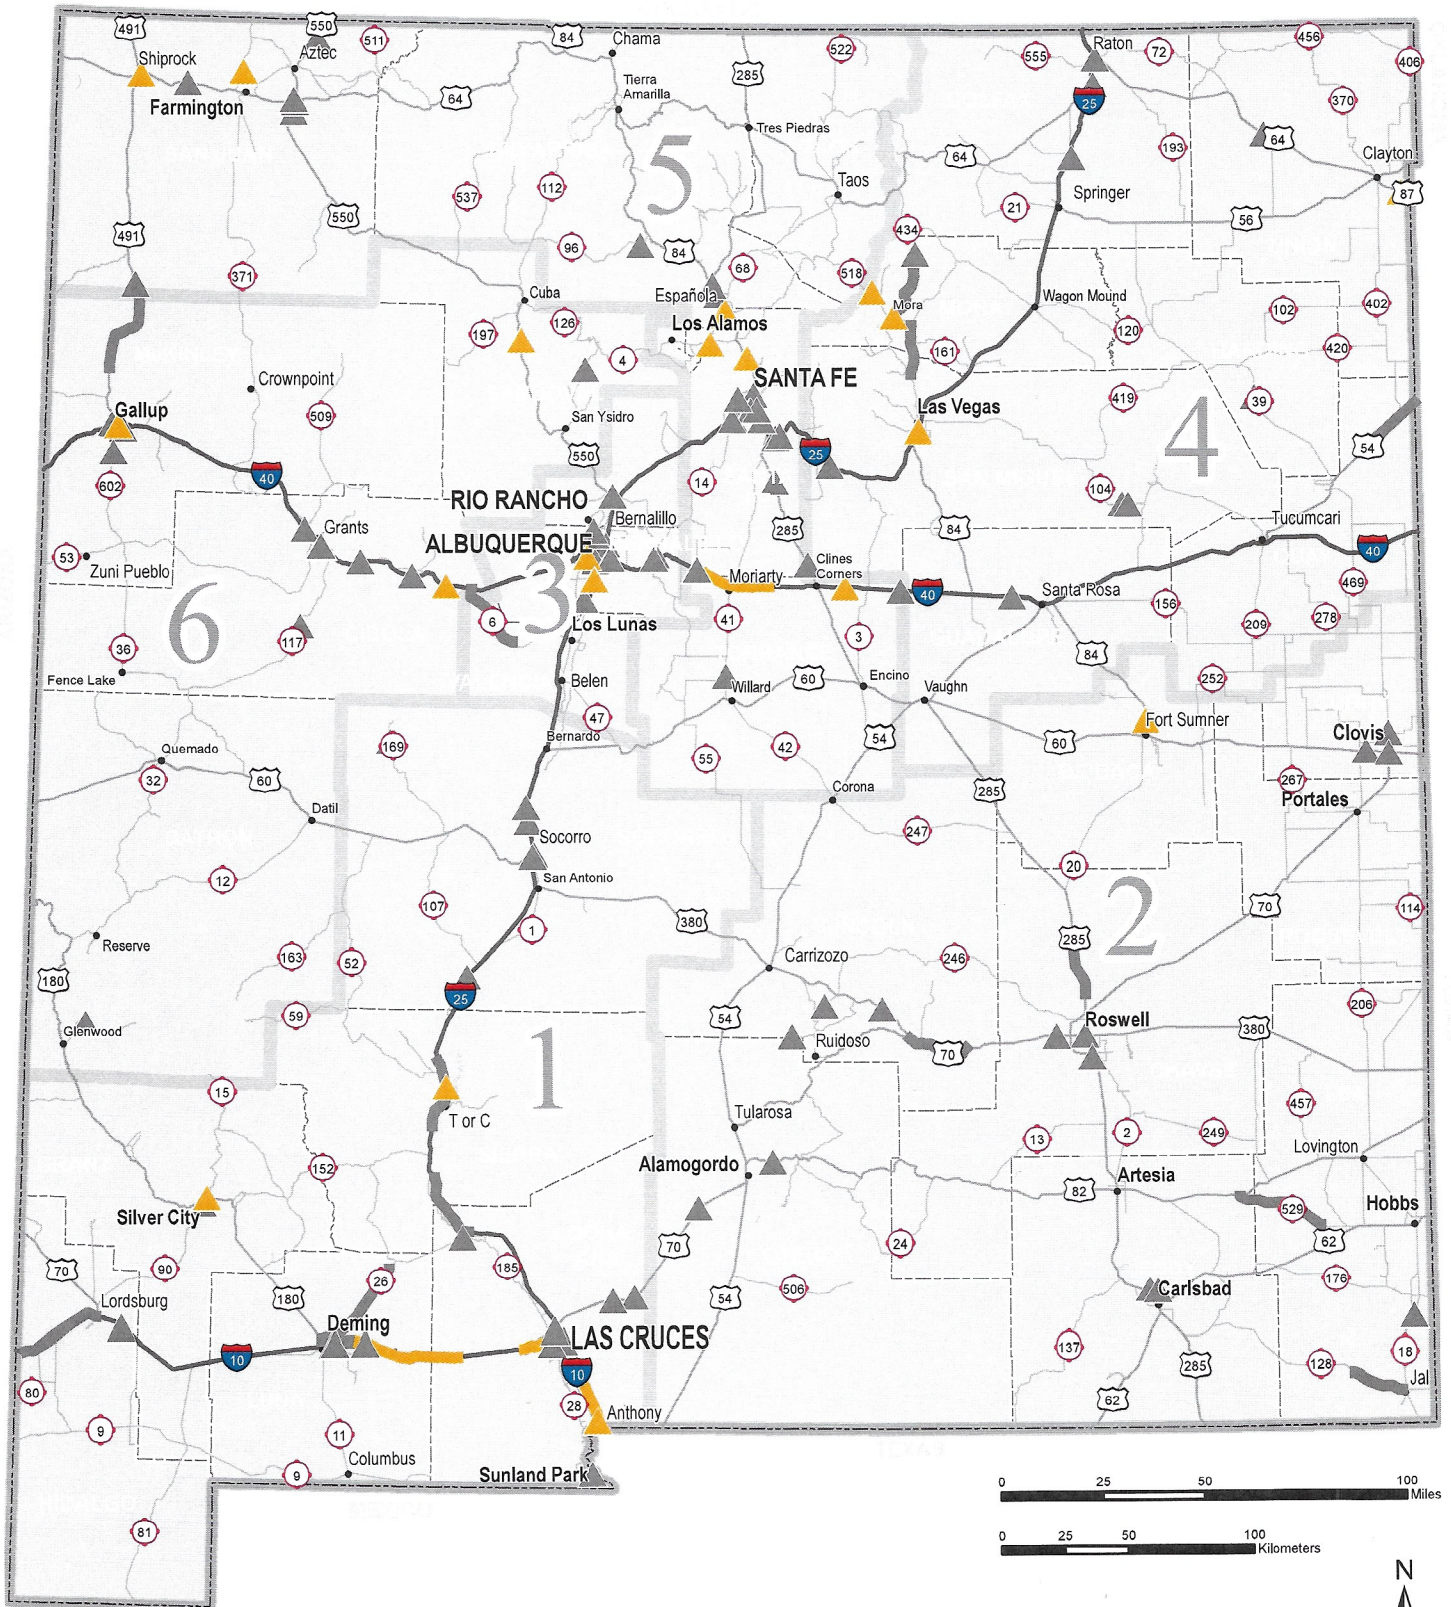 491
550
511
84
Chama
522
555
Raton
72
456
406
Shiprock
Aztec
285
Tierra
Amarilla
64
25
370
Farmington
Tres Piedras
64
193
64
Clayton
537
112
5
Taos
21
Springer
87
550
56
491
434
96
84
68
518
371
Española
Cuba
Mora
Wagon Mound
102
402
197
126
Los Alamos
120
4
161
420
SANTA FE
Crownpoint
Gallup
509
San Ysidro
Las Vegas
419
39
4
550
25
54
40
602
14
104
RIO RANCHO
Grants
Bernalillo
285
84
Tucumcari
ALBUQUERQUE
53
Zuni Pueblo
Clines
Corners
40
Moriarty
40
Santa Rosa
469
6
3
6
Los Lunas
41
156
209
278
36
117
3
84
Fence Lake
Belen
Willard
60
Encino
Vaughn
252
47
Fort Sumner
169
Bernardo
55
42
54
60
Clovis
Quemado
32
60
285
267
Corona
Portales
Datil
Socorro
247
12
San Antonio
20
107
2
70
114
1
380
285
Reserve
163
52
Carrizozo
246
180
25
59
54
206
Glenwood
Roswell
380
Ruidoso
70
1
15
T or C
Tularosa
13
2
249
457
152
Alamogordo
Lovington
82
Artesia
Silver City
529
Hobbs
62
70
90
185
70
24
26
176
Lordsburg
180
54
506
Carlsbad
Deming
LAS CRUCES
10
137
285
18
10
128
Jal
80
28
62
Anthony
9
11
Columbus
Sunland Park
9
0 25 50 100
Miles
81
0 25 50 100
Kilometers
N